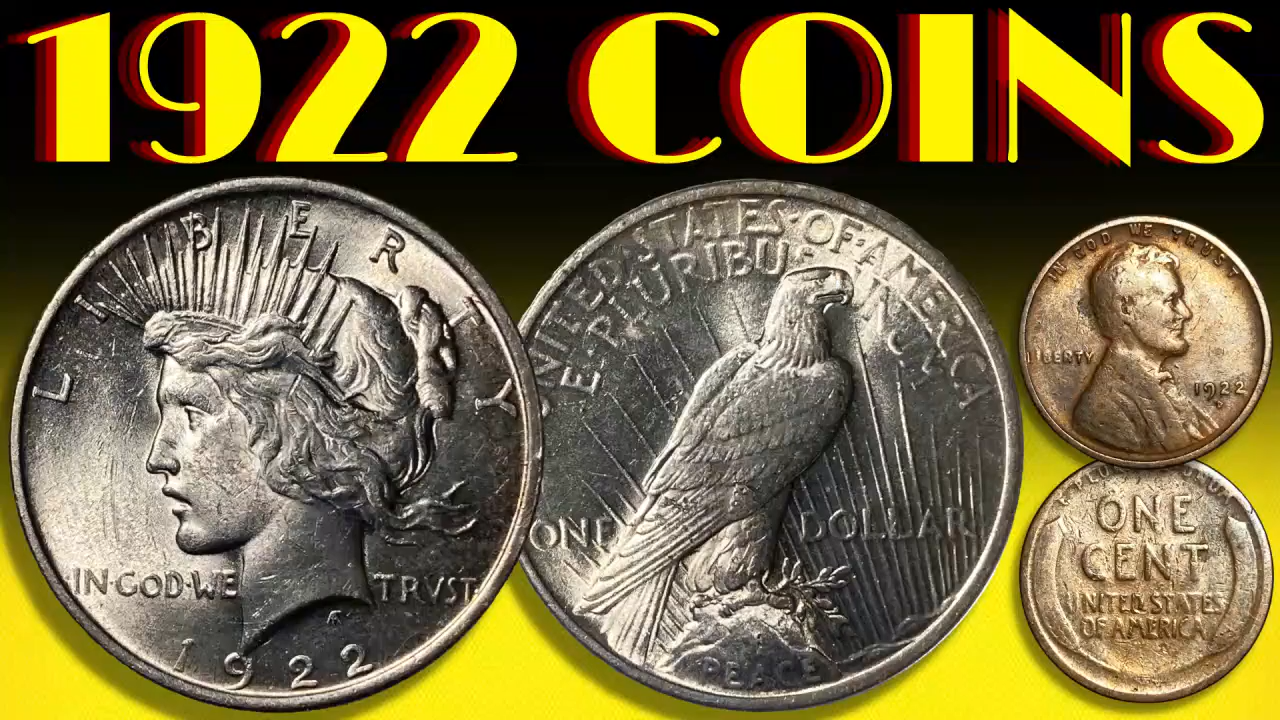 1922 COINS
LIBERTY
IN GOD WE TRVST
1922
UNITED·STATES·OF·AMERICA
E·PLURIBUS UNUM
ONE DOLLAR
PEACE
IN GOD WE TRUST
LIBERTY
1922
D
ONE
CENT
UNITED STATES
OF AMERICA